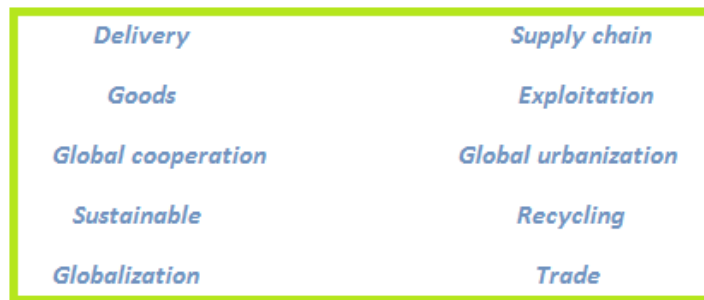 Delivery Supply chain
Goods Exploitation
Global cooperation Global urbanization
Sustainable Recycling
Globalization Trade